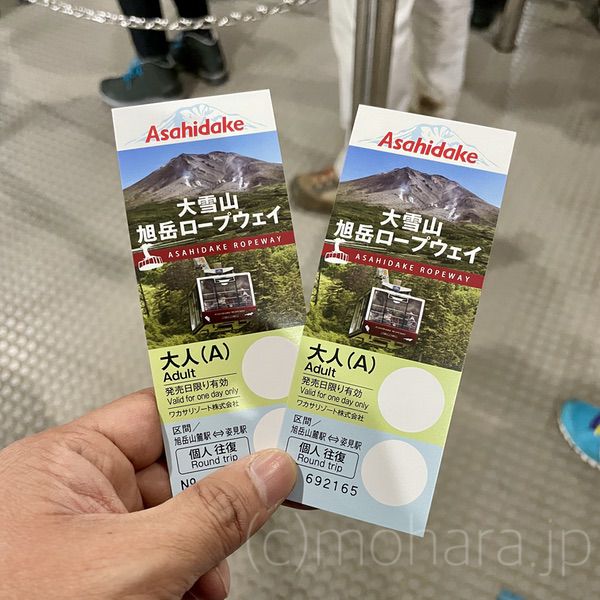 Asahidake
大雪山
旭岳ロープウェイ
ASAHIDAKE ROPEWAY
大人(A)
Adult
発売日限り有効
Valid for one day only
ワカサリゾート株式会社
区間/
旭岳山麓駅⇔姿見駅
個人 往復
Round trip
No
Asahidake
大雪山
旭岳ロープウェイ
ASAHIDAKE ROPEWAY
大人(A)
Adult
発売日限り有効
Valid for one day only
ワカサリゾート株式会社
区間/
旭岳山麓駅⇔姿見駅
個人 往復
Round trip
692165
(c)mohara.jp